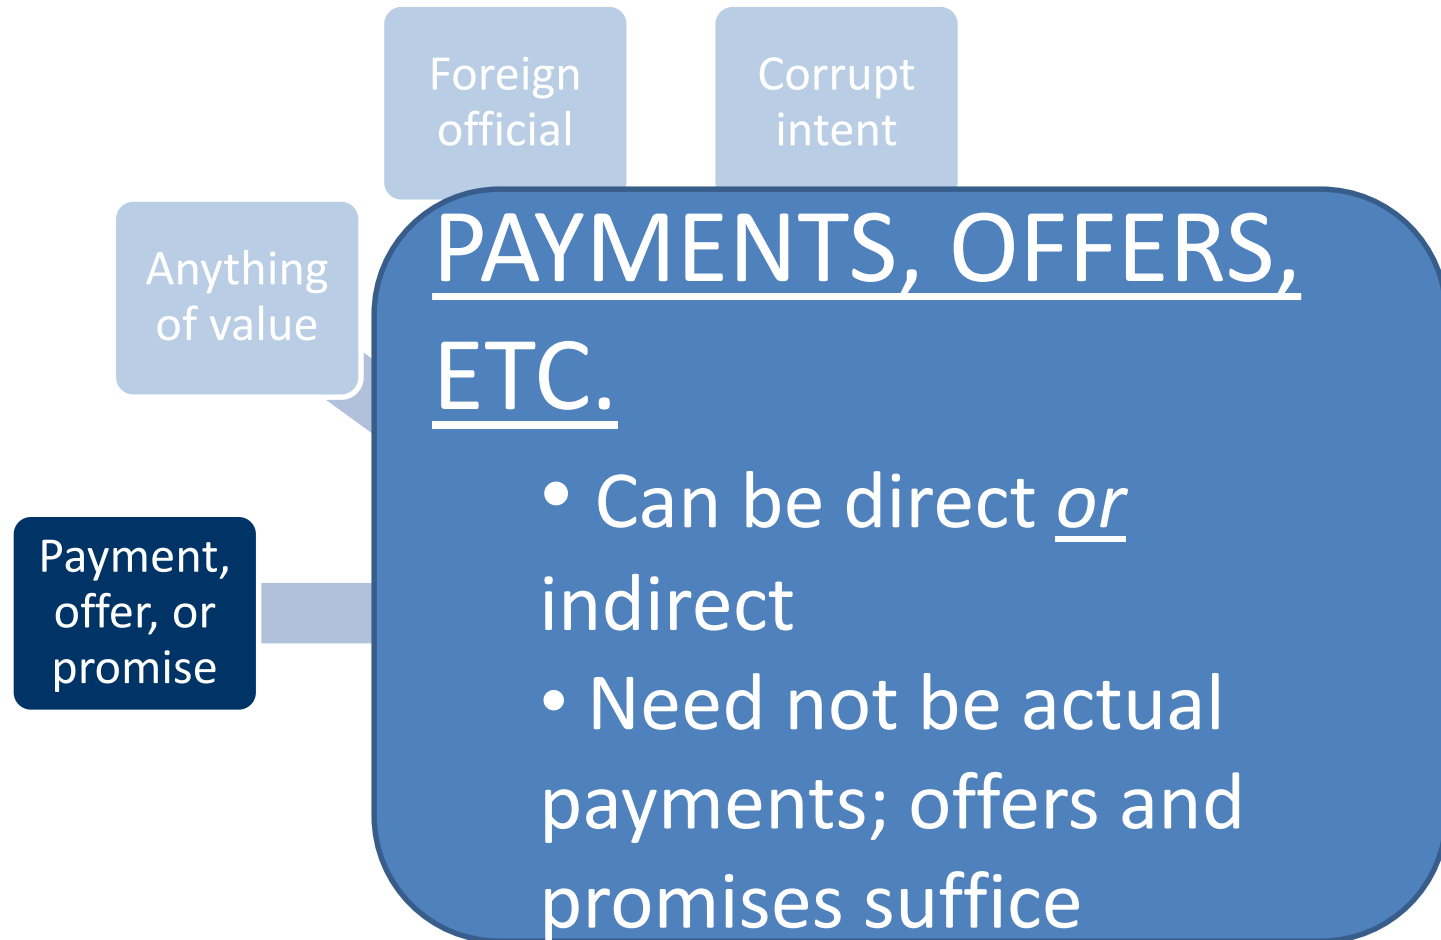 Foreign
official
Corrupt
intent
Anything
of value
Payment,
offer, or
promise
PAYMENTS, OFFERS,
ETC.
• Can be direct or
indirect
• Need not be actual
payments; offers and
promises suffice